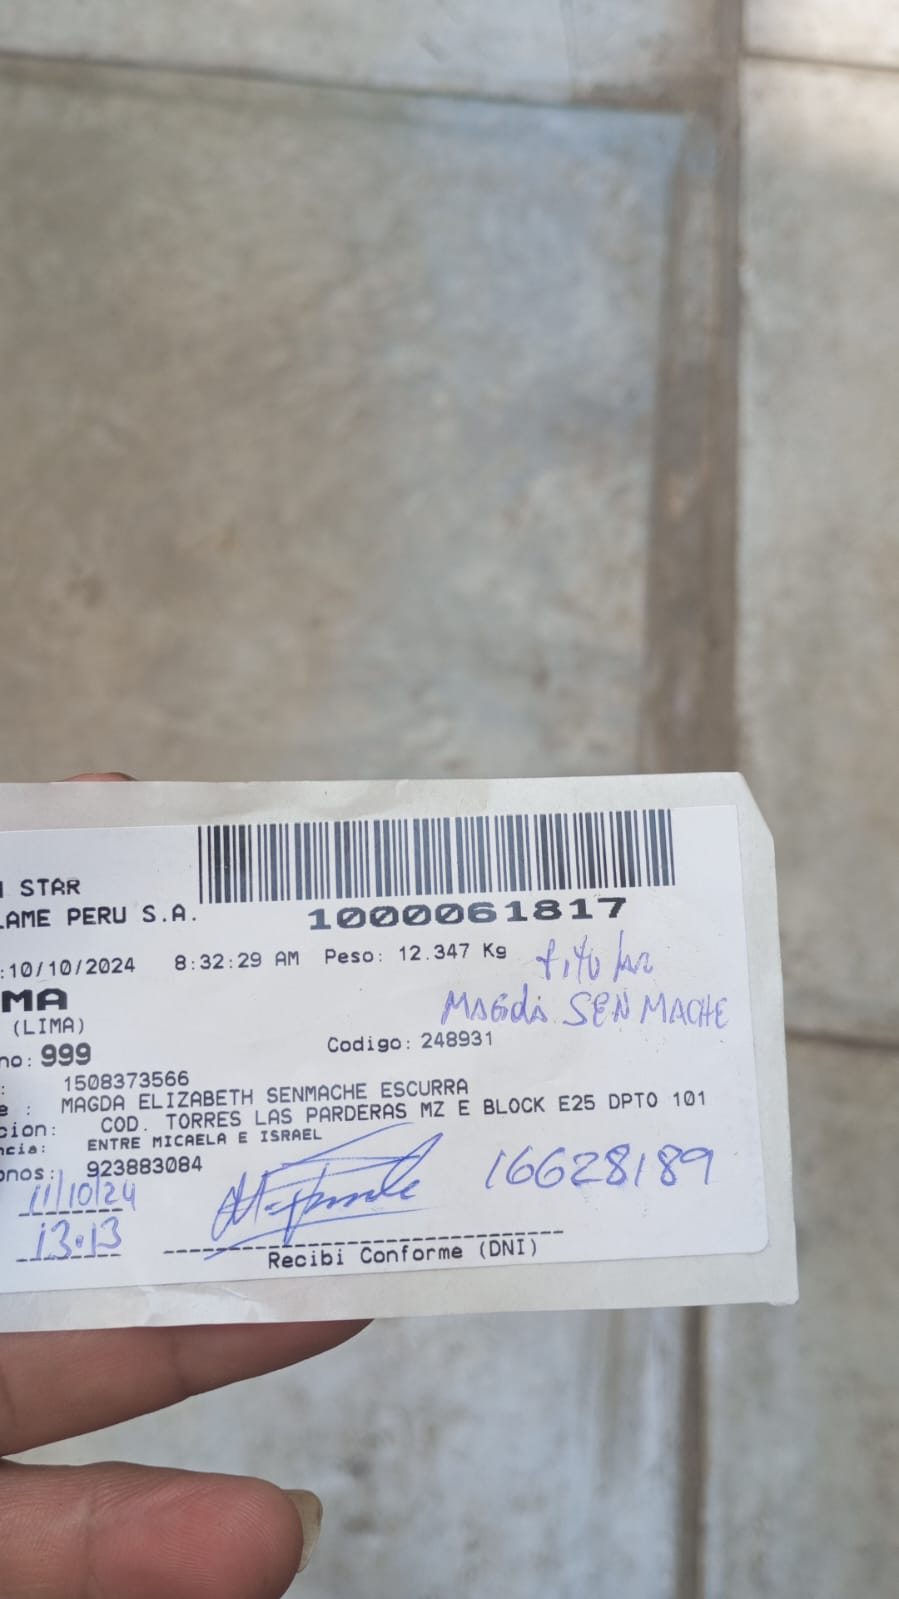 STAR
LAME PERU S.A.
1000061817
:10/10/2024 8:32:29 AM Peso: 12.347 Kg
titular
MA
MAGdA SENMACHE
(LIMA)
no: 999
Codigo: 248931
: 1508373566
e : MAGDA ELIZABETH SENMACHE ESCURRA
cion: COD. TORRES LAS PARDERAS MZ E BLOCK E25 DPTO 101
ncia: ENTRE MICAELA E ISRAEL
onos: 923883084
16628189
11/10/24
13:13
Recibi Conforme (DNI)